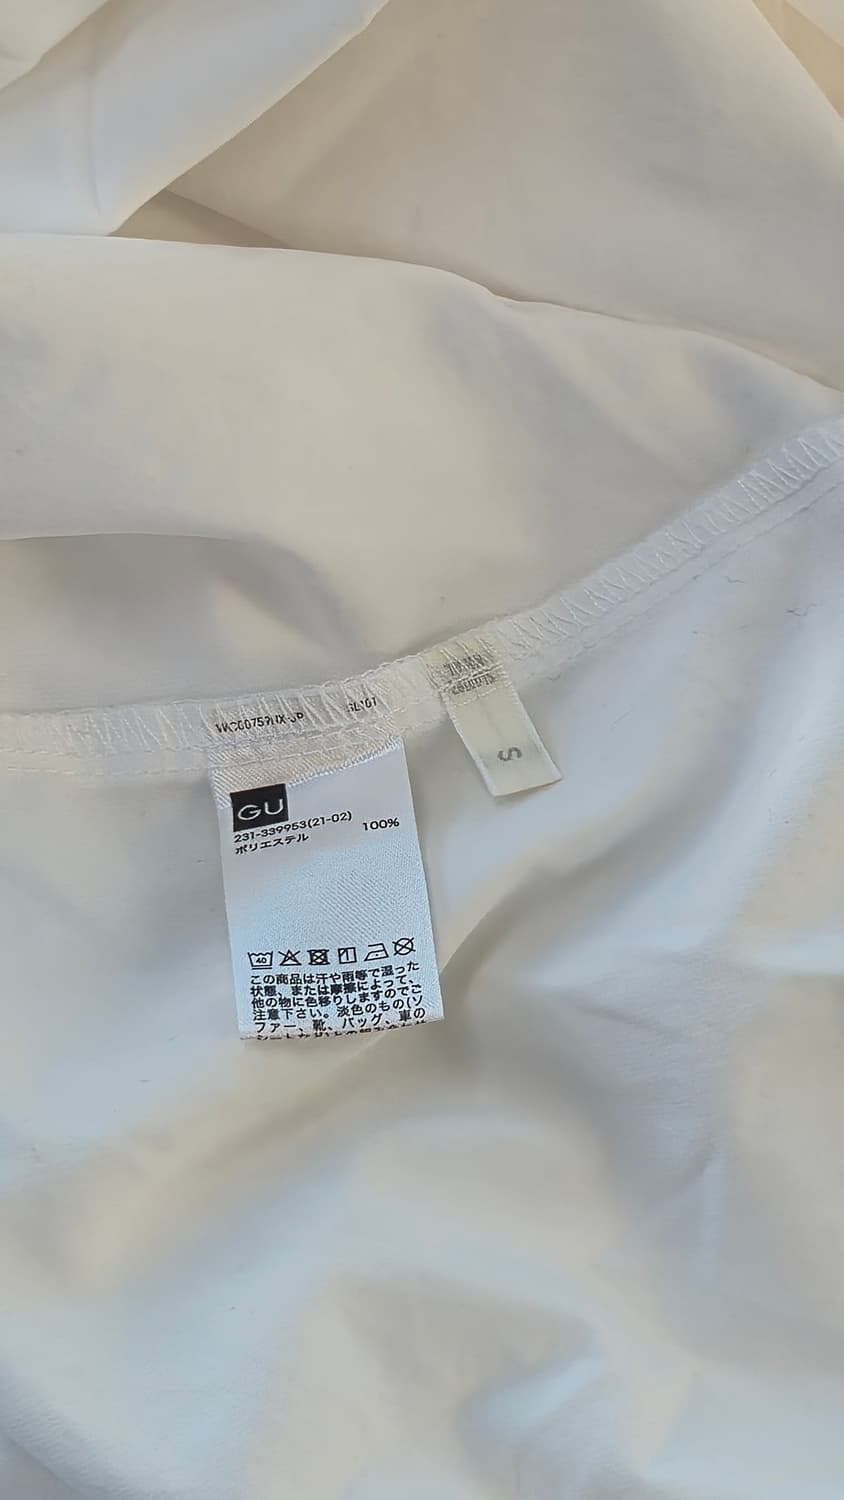 GU
231-339953(21-02)
ポリエステル 100%
40
この商品は汗や雨等で湿った
状態、または摩擦によって、
他の物に色移りしますのでご
注意下さい。淡色のもの(ソ
ファー、靴、バッグ、車の
S